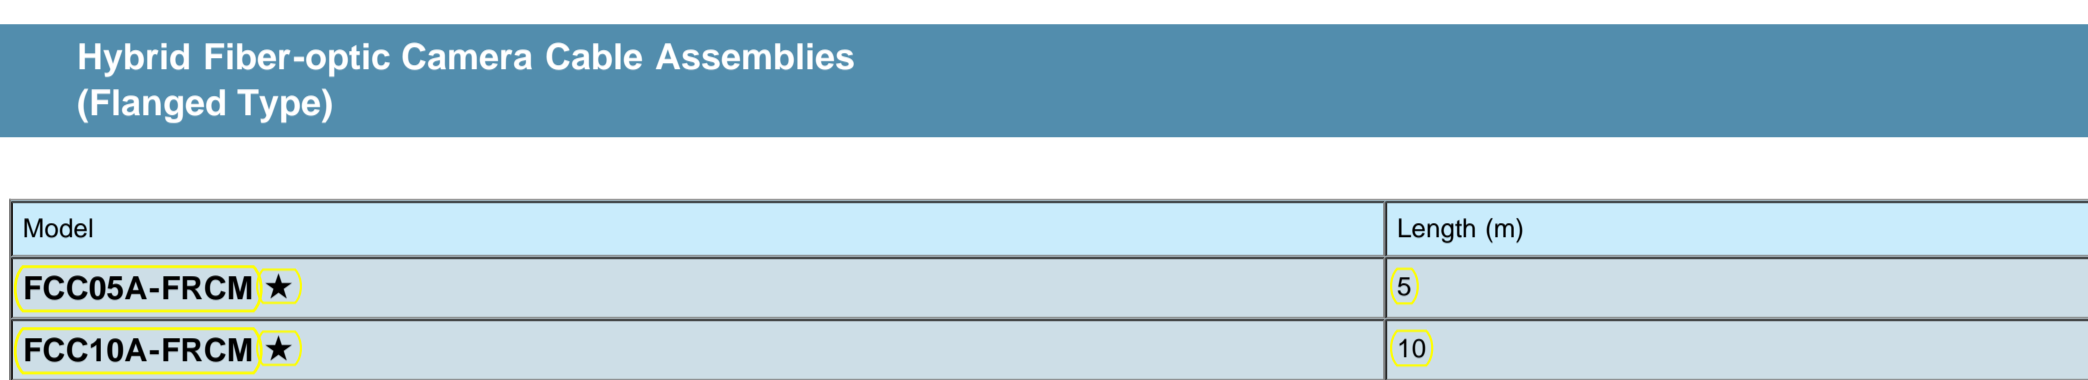 Hybrid Fiber-optic Camera Cable Assemblies
(Flanged Type)
Model Length (m)
FCC05A-FRCM ★ 5
FCC10A-FRCM ★ 10